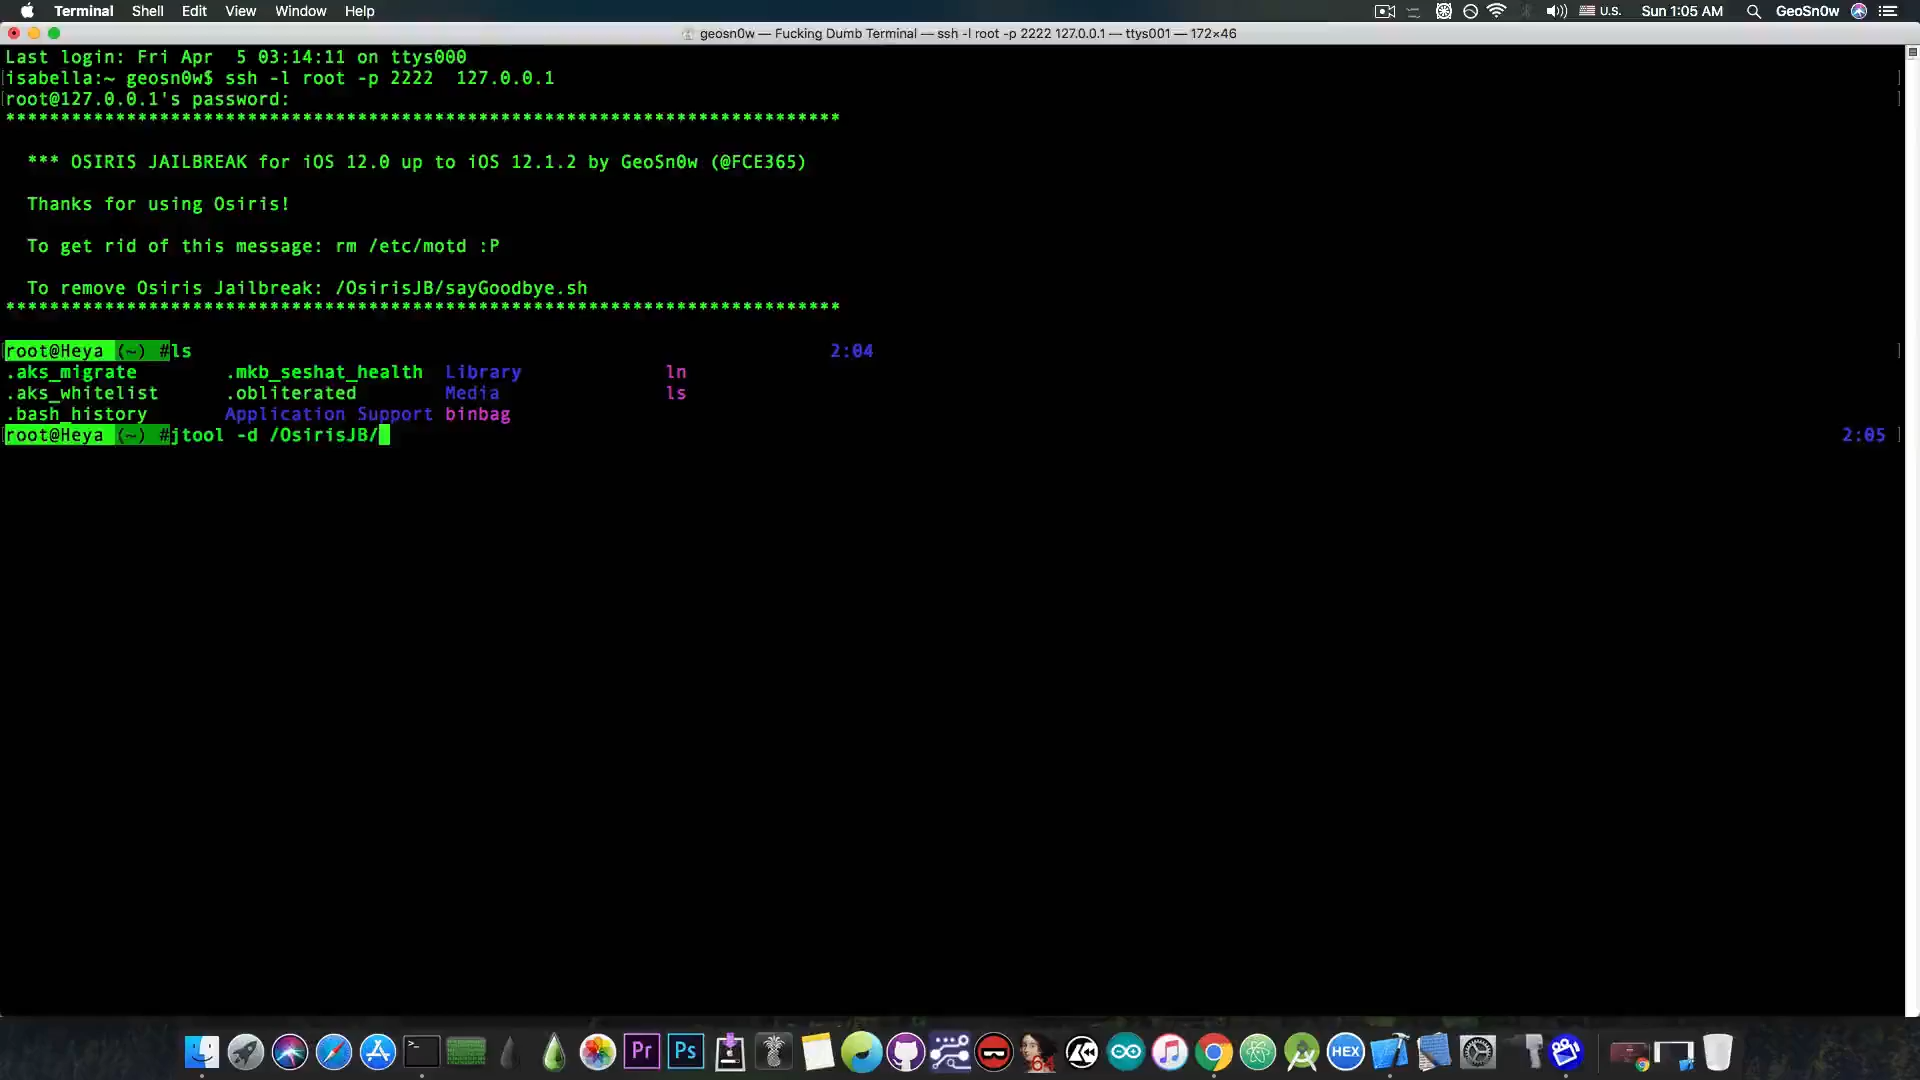 Terminal Shell Edit View Window Help U.S. Sun 1:05 AM GeoSn0w
geosn0w — Fucking Dumb Terminal — ssh -l root -p 2222 127.0.0.1 — ttys001 — 172×46
Last login: Fri Apr  5 03:14:11 on ttys000
isabella:~ geosn0w$ ssh -l root -p 2222  127.0.0.1
root@127.0.0.1's password:
*****************************************************************************
*** OSIRIS JAILBREAK for iOS 12.0 up to iOS 12.1.2 by GeoSn0w (@FCE365)
Thanks for using Osiris!
To get rid of this message: rm /etc/motd :P
To remove Osiris Jailbreak: /OsirisJB/sayGoodbye.sh
*****************************************************************************
root@Heya (~) #ls 2:04
.aks_migrate .mkb_seshat_health Library ln
.aks_whitelist .obliterated Media ls
.bash_history Application Support binbag
root@Heya (~) #jtool -d /OsirisJB/ 2:05
>_ Pr Ps HEX